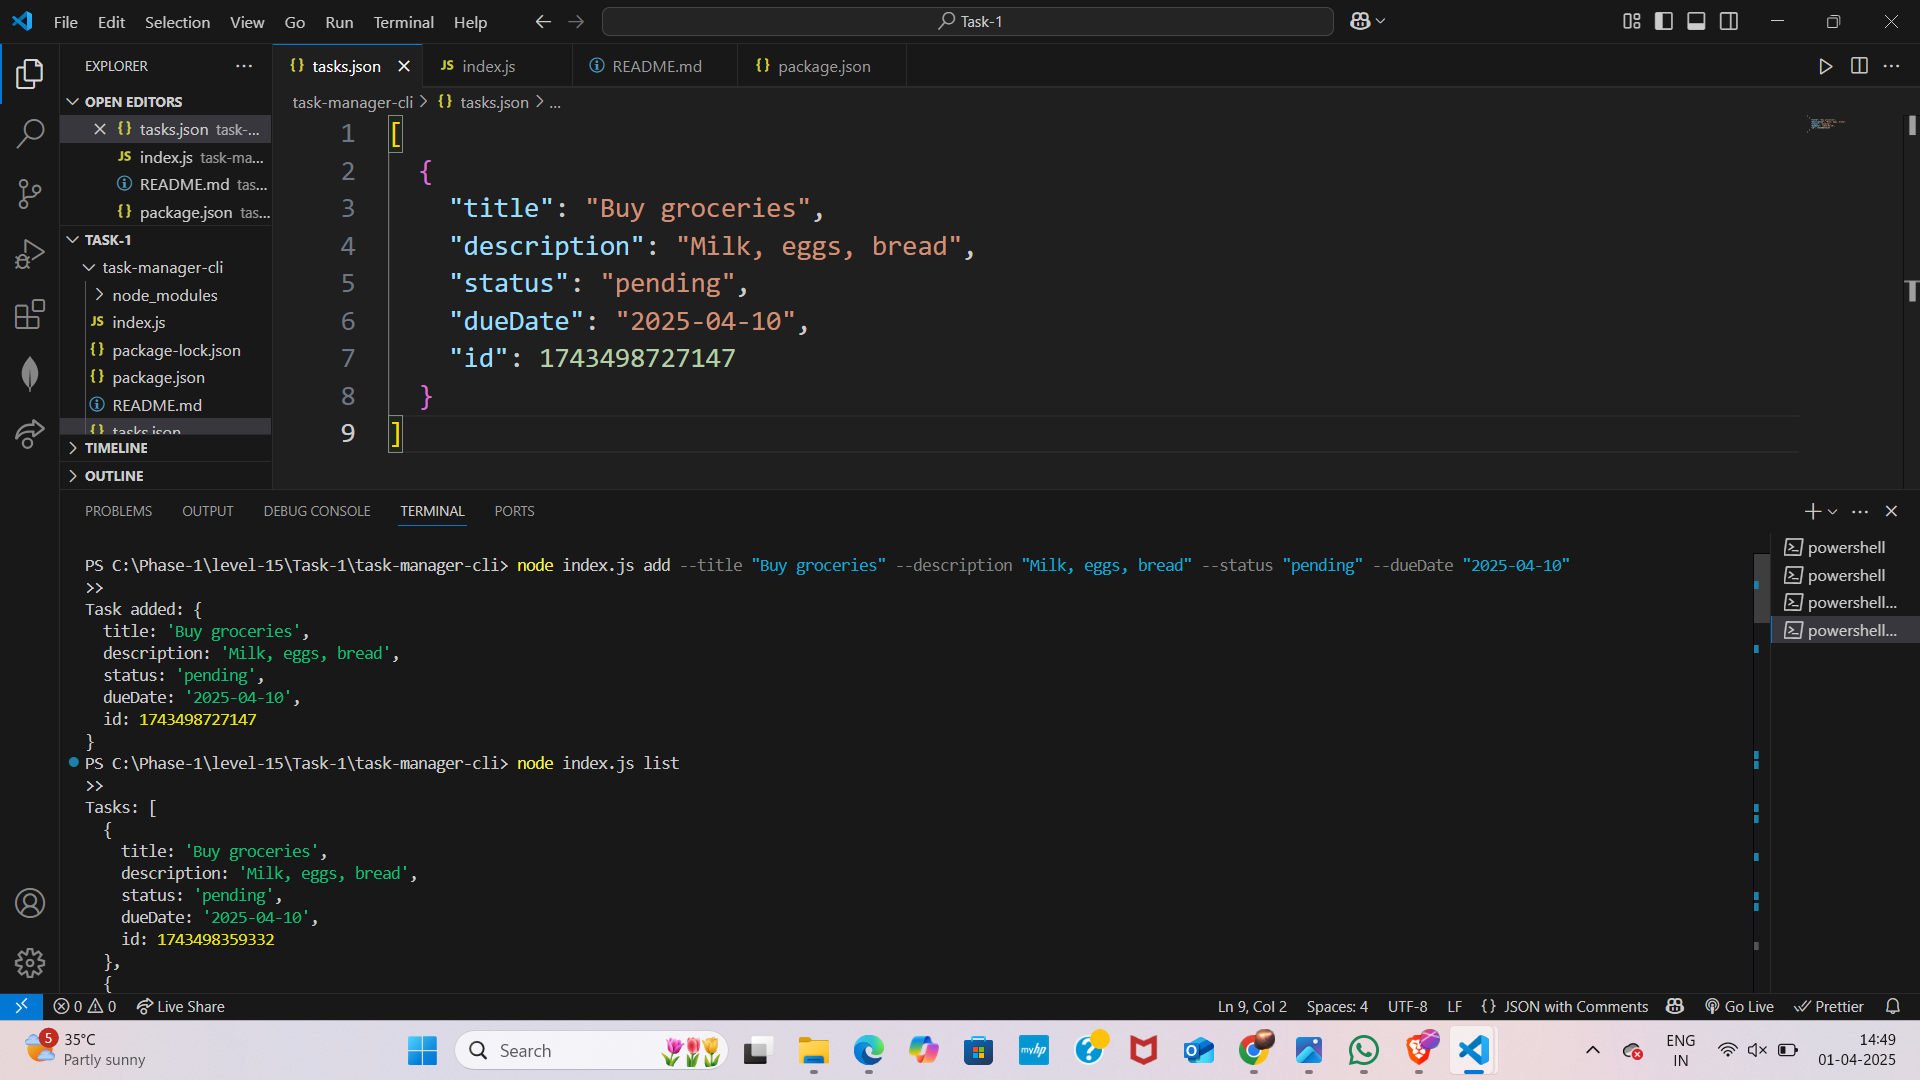 File Edit Selection View Go Run Terminal Help
Task-1
EXPLORER
OPEN EDITORS
tasks.json task-...
index.js task-ma...
README.md tas...
package.json tas...
TASK-1
task-manager-cli
node_modules
JS index.js
{} package-lock.json
{} package.json
README.md
{} tasks.json
TIMELINE
OUTLINE
{} tasks.json
JS index.js
README.md
{} package.json
task-manager-cli > {} tasks.json > ...
1 [
2 {
3 "title": "Buy groceries",
4 "description": "Milk, eggs, bread",
5 "status": "pending",
6 "dueDate": "2025-04-10",
7 "id": 1743498727147
8 }
9 ]
PROBLEMS OUTPUT DEBUG CONSOLE TERMINAL PORTS
PS C:\Phase-1\level-15\Task-1\task-manager-cli> node index.js add --title "Buy groceries" --description "Milk, eggs, bread" --status "pending" --dueDate "2025-04-10"
>>
Task added: {
title: 'Buy groceries',
description: 'Milk, eggs, bread',
status: 'pending',
dueDate: '2025-04-10',
id: 1743498727147
}
PS C:\Phase-1\level-15\Task-1\task-manager-cli> node index.js list
>>
Tasks: [
{
title: 'Buy groceries',
description: 'Milk, eggs, bread',
status: 'pending',
dueDate: '2025-04-10',
id: 1743498359332
},
{
powershell
powershell
powershell...
powershell...
0 0 Live Share
Ln 9, Col 2 Spaces: 4 UTF-8 LF {} JSON with Comments Go Live Prettier
5
35°C
Partly sunny
Search
myhp
ENG
IN
14:49
01-04-2025